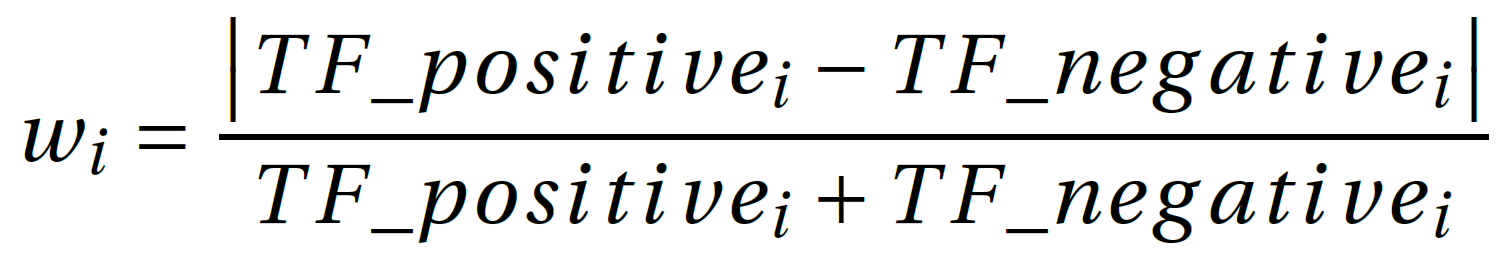 w_i = |TF_positive_i − TF_negative_i| / TF_positive_i + TF_negative_i